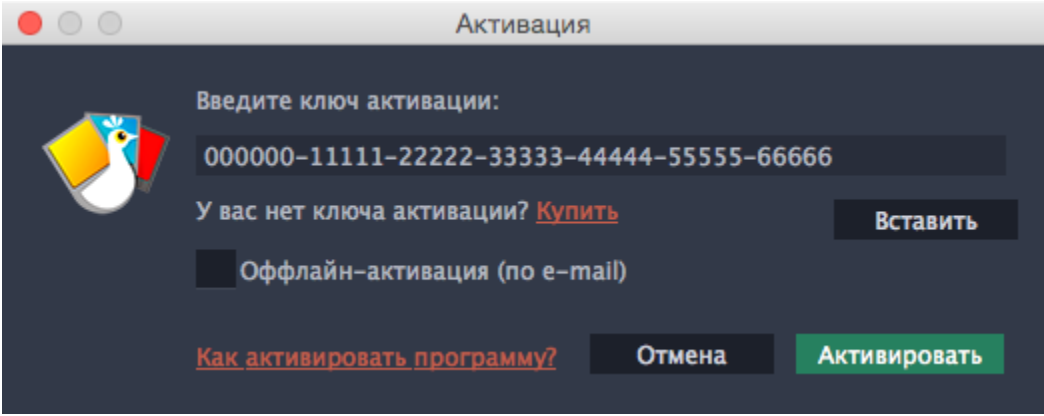 Активация
Введите ключ активации:
000000-11111-22222-33333-44444-55555-66666
У вас нет ключа активации? Купить
Вставить
Оффлайн-активация (по e-mail)
Как активировать программу?
Отмена
Активировать